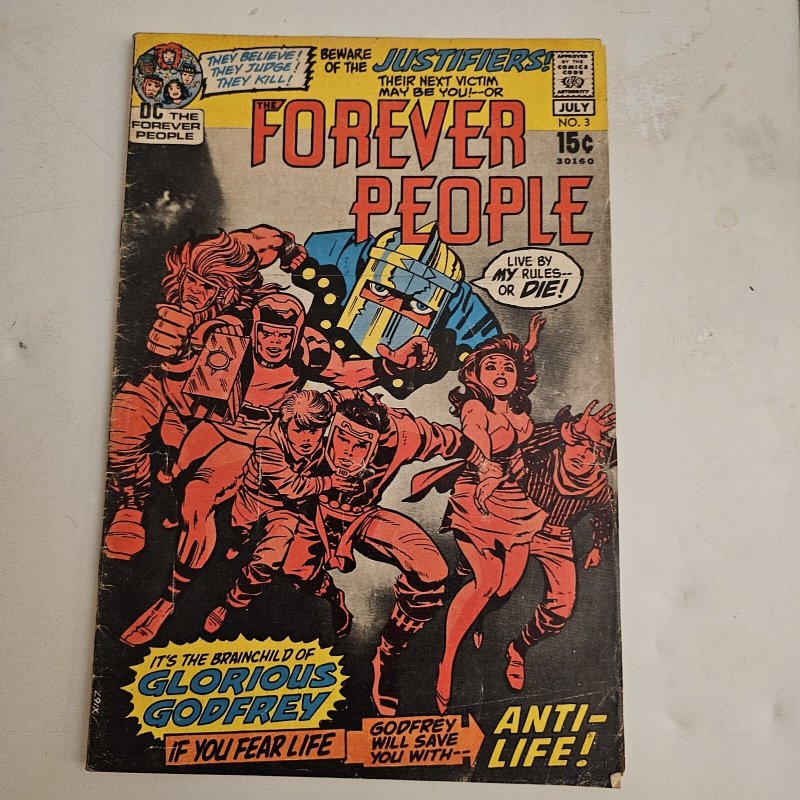 THEY BELIEVE!
THEY JUDGE!
THEY KILL!
BEWARE
OF THE
JUSTIFIERS!
THEIR NEXT VICTIM
MAY BE YOU!--OR
APPROVED
BY THE
COMICS
CODE
AUTHORITY
DC THE
FOREVER
PEOPLE
JULY
NO. 3
15¢
30160
THE
FOREVER
PEOPLE
LIVE BY
MY RULES--
OR DIE!
IT'S THE BRAINCHILD OF
GLORIOUS
GODFREY
X167
IF YOU FEAR LIFE
GODFREY
WILL SAVE
YOU WITH--
ANTI-
LIFE!